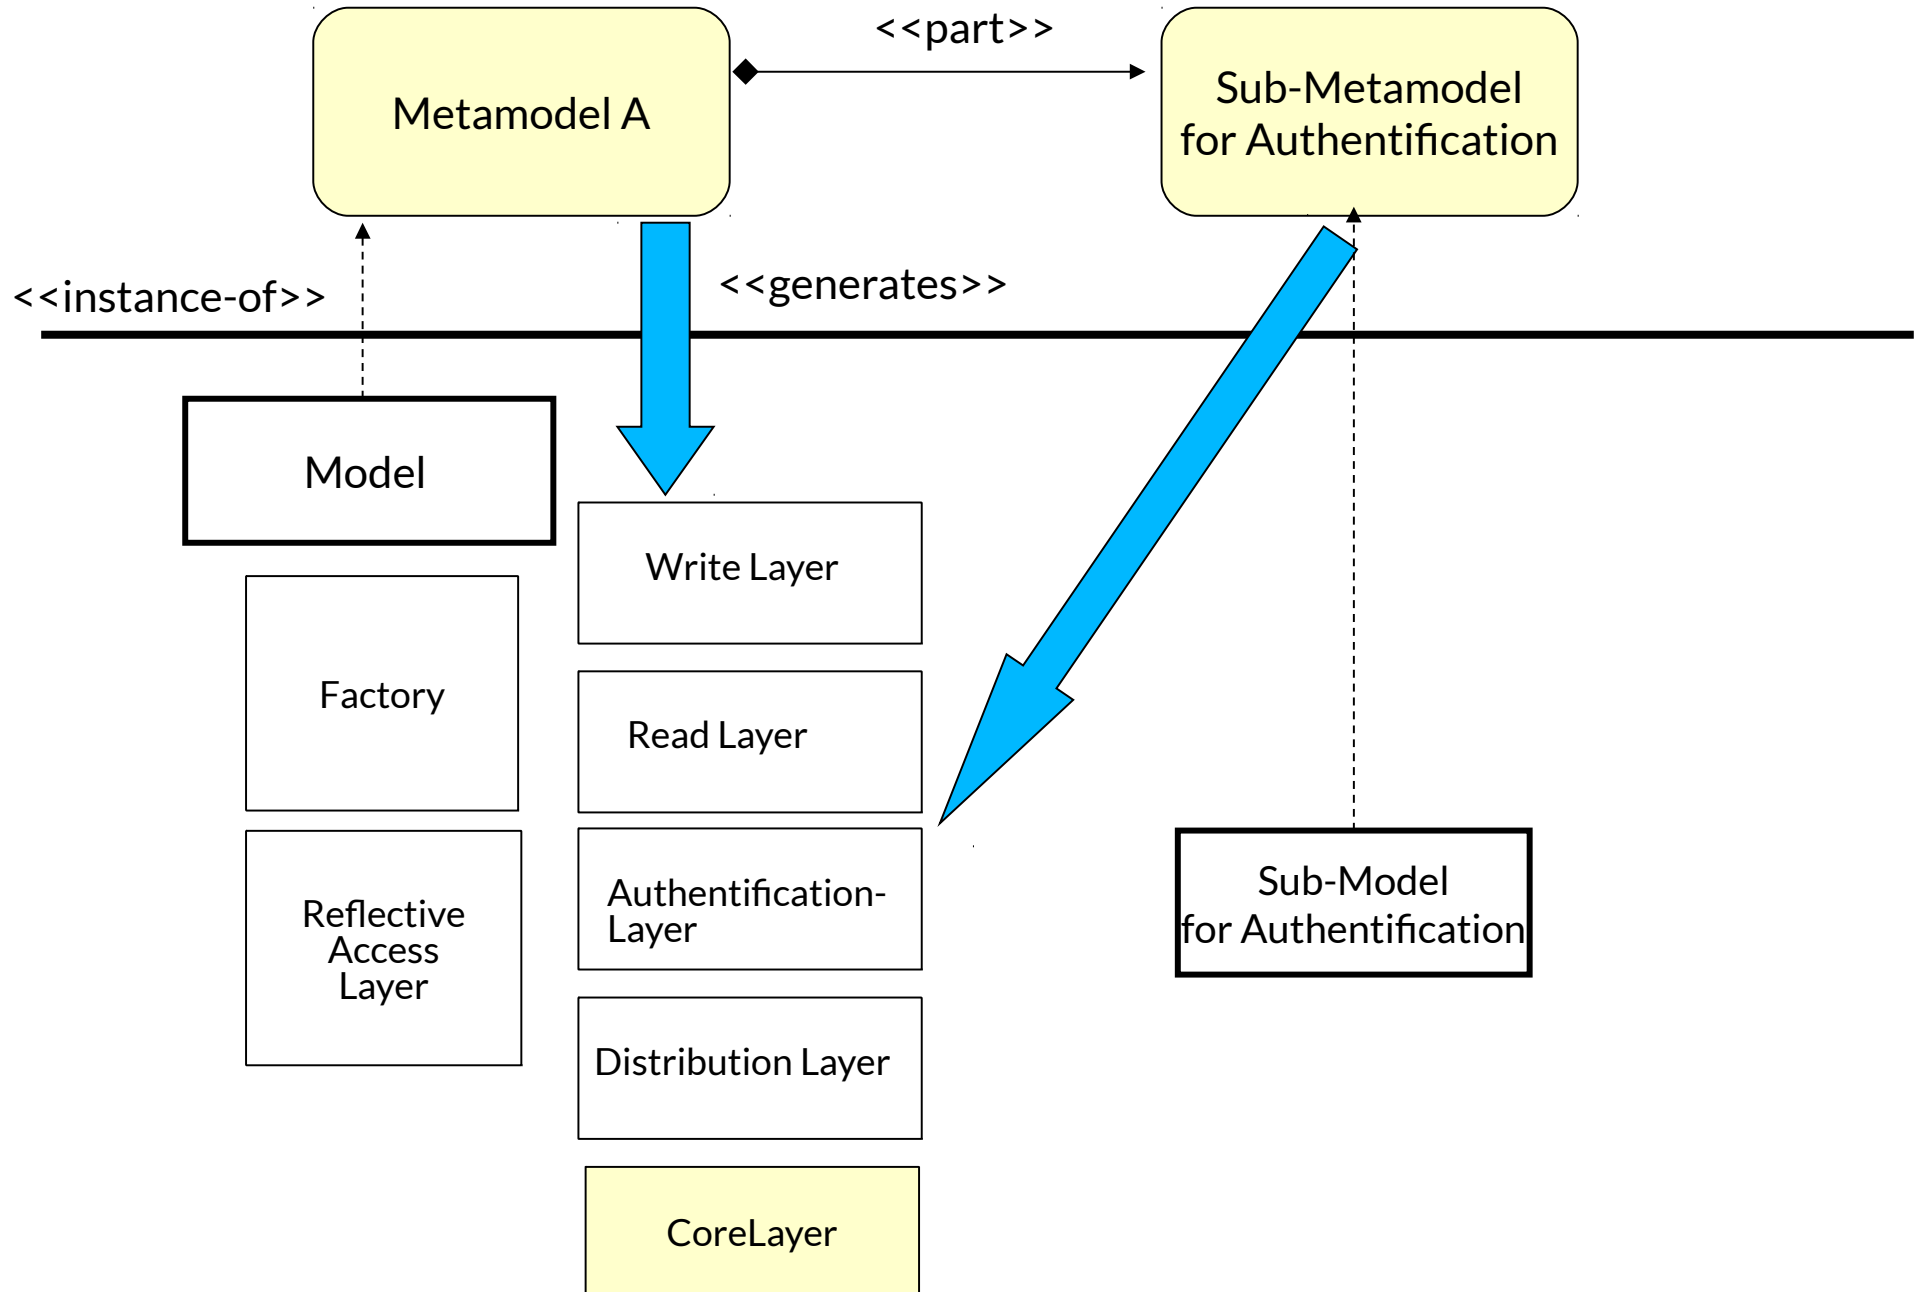 <<part>>
Metamodel A
Sub-Metamodel
for Authentification
<<instance-of>>
<<generates>>
Model
Write Layer
Factory
Read Layer
Reflective
Access
Layer
Authentification-
Layer
Sub-Model
for Authentification
Distribution Layer
CoreLayer